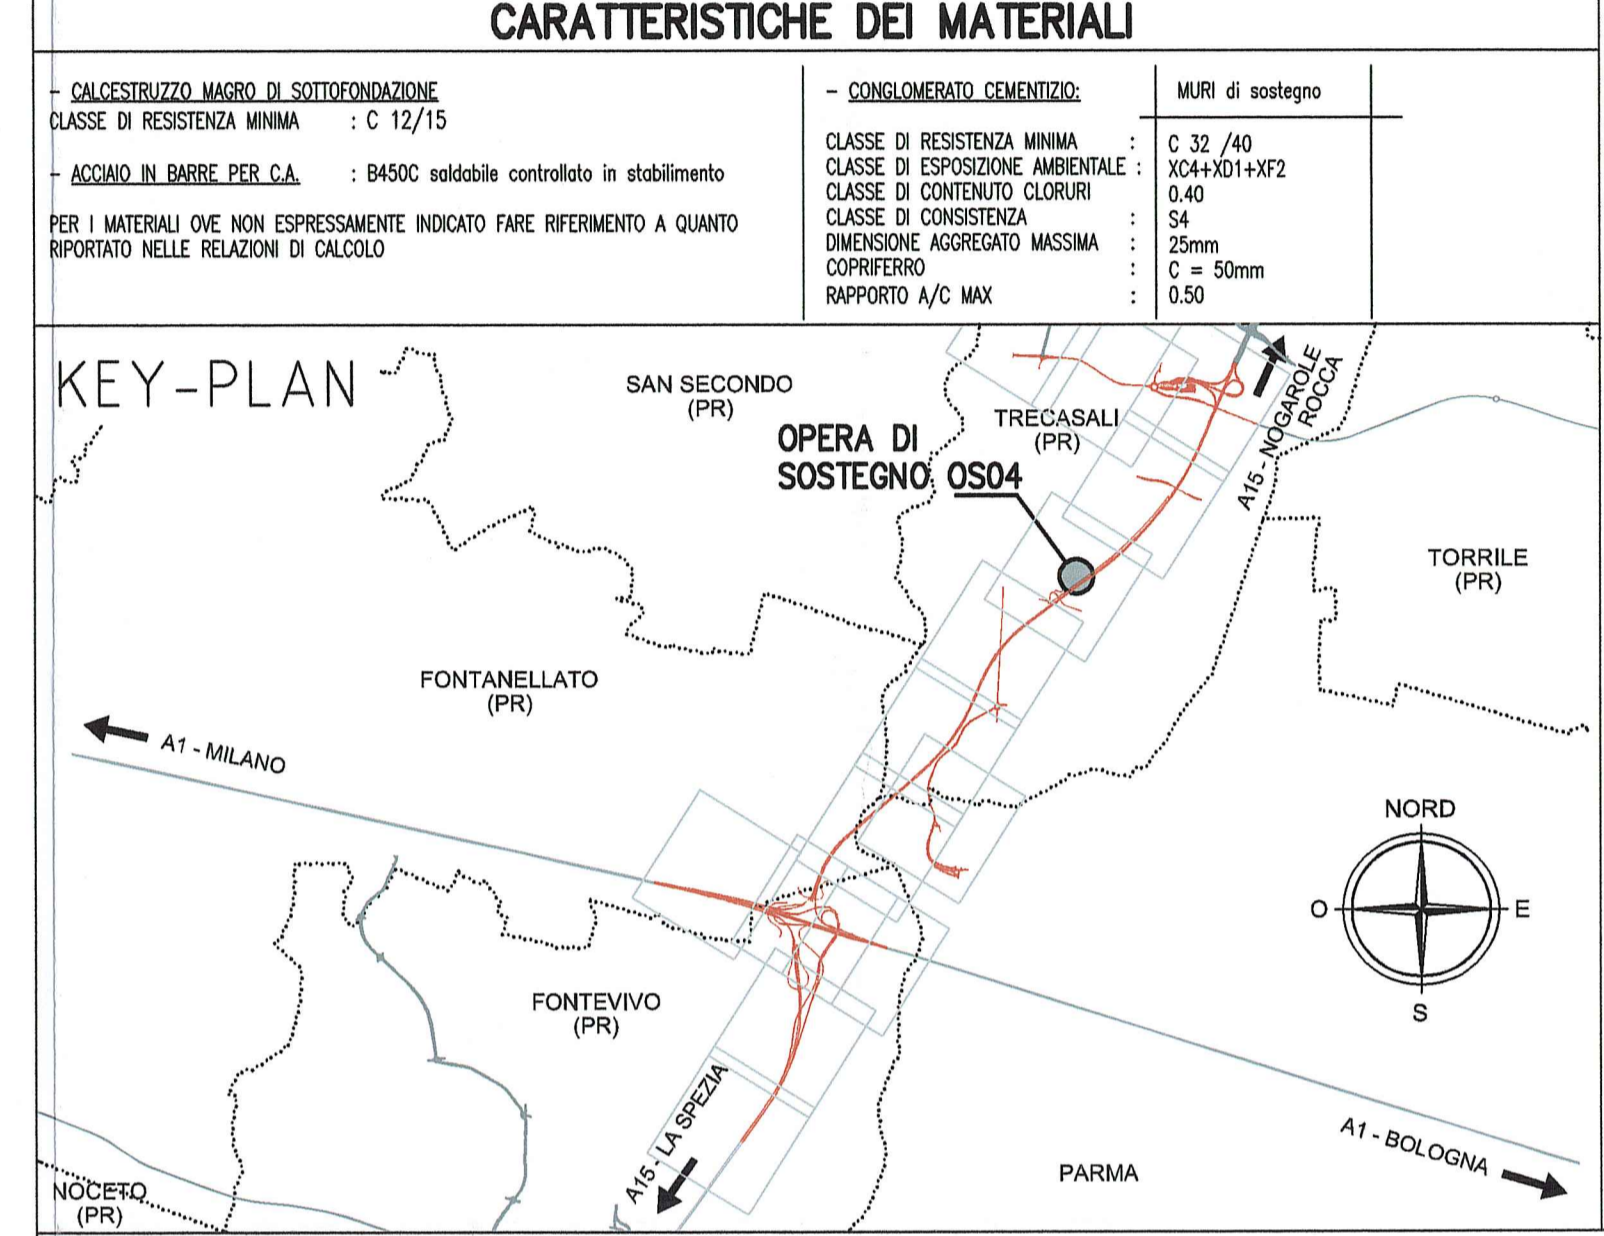 CARATTERISTICHE DEI MATERIALI
- CALCESTRUZZO MAGRO DI SOTTOFONDAZIONE
CLASSE DI RESISTENZA MINIMA : C 12/15
- ACCIAIO IN BARRE PER C.A. : B450C saldabile controllato in stabilimento
PER I MATERIALI OVE NON ESPRESSAMENTE INDICATO FARE RIFERIMENTO A QUANTO
RIPORTATO NELLE RELAZIONI DI CALCOLO
- CONGLOMERATO CEMENTIZIO: MURI di sostegno
CLASSE DI RESISTENZA MINIMA : C 32 /40
CLASSE DI ESPOSIZIONE AMBIENTALE : XC4+XD1+XF2
CLASSE DI CONTENUTO CLORURI 0.40
CLASSE DI CONSISTENZA : S4
DIMENSIONE AGGREGATO MASSIMA : 25mm
COPRIFERRO : C = 50mm
RAPPORTO A/C MAX : 0.50
KEY-PLAN
SAN SECONDO
(PR)
TRECASALI
(PR)
A15 - NOGAROLE
ROCCA
OPERA DI
SOSTEGNO OS04
TORRILE
(PR)
FONTANELLATO
(PR)
A1 - MILANO
NORD
O
E
S
FONTEVIVO
(PR)
A15 - LA SPEZIA
A1 - BOLOGNA
PARMA
NOCETO
(PR)